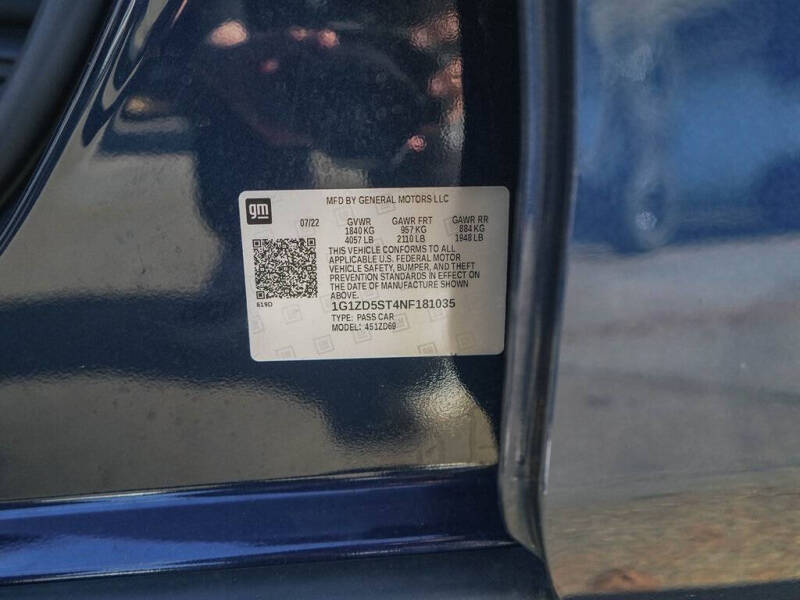 gm
MFD BY GENERAL MOTORS LLC
07/22 GVWR GAWR FRT GAWR RR
1840 KG 957 KG 884 KG
4057 LB 2110 LB 1948 LB
THIS VEHICLE CONFORMS TO ALL
APPLICABLE U.S. FEDERAL MOTOR
VEHICLE SAFETY, BUMPER, AND THEFT
PREVENTION STANDARDS IN EFFECT ON
THE DATE OF MANUFACTURE SHOWN
ABOVE.
619D
1G1ZD5ST4NF181035
TYPE: PASS CAR
MODEL: 451ZD69